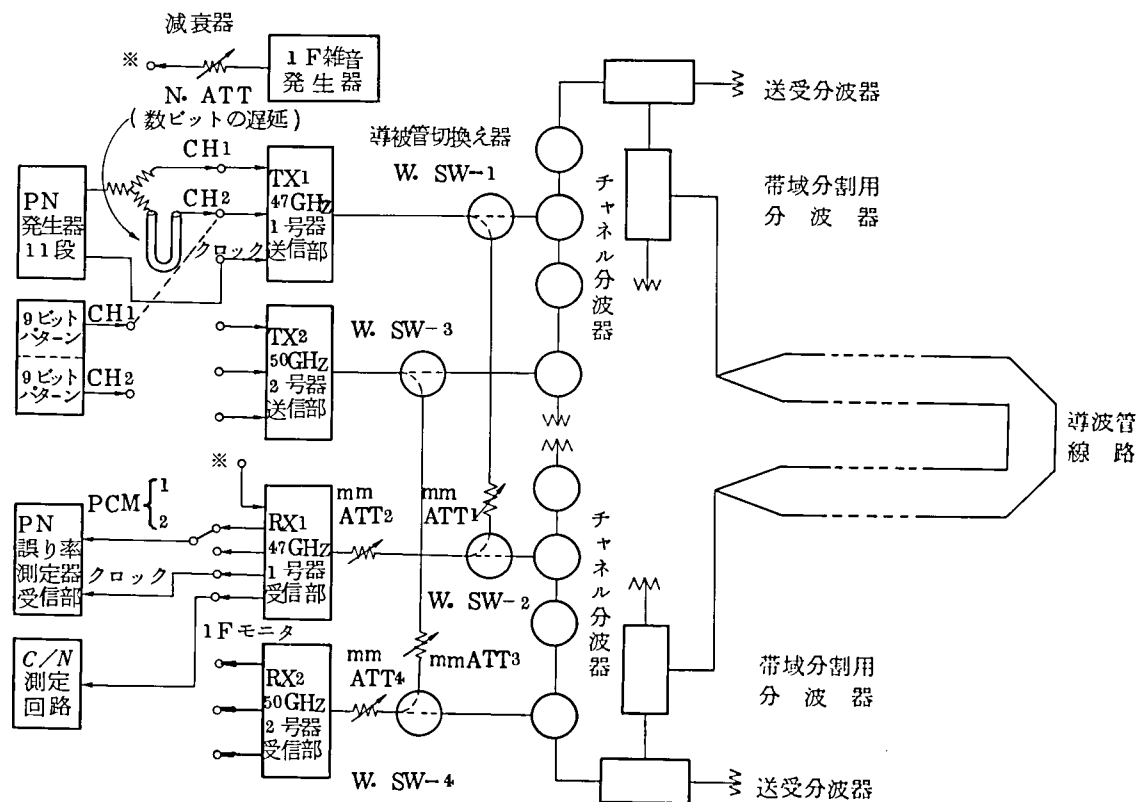 減衰器
※
1F雑音
発生器
N. ATT
(数ビットの遅延)
CH1
CH2
PN
発生器
11段
クロック
TX1
47GHz
1号器
送信部
導被管切換え器
W. SW-1
チャネル分波器
送受分波器
帯域分割用
分波器
9ビット
パターン
CH1
9ビット
パターン
CH2
TX2
50GHz
2号器
送信部
W. SW-3
導波管
線路
※
PCM { 1
2
PN
誤り率
測定器
受信部
クロック
RX1
47GHz
1号器
受信部
mm
ATT2
mm
ATT1
W. SW-2
チャネル分波器
1Fモニタ
C/N
測定
回路
RX2
50GHz
2号器
受信部
mm
ATT4
mmATT3
W. SW-4
帯域分割用
分波器
送受分波器